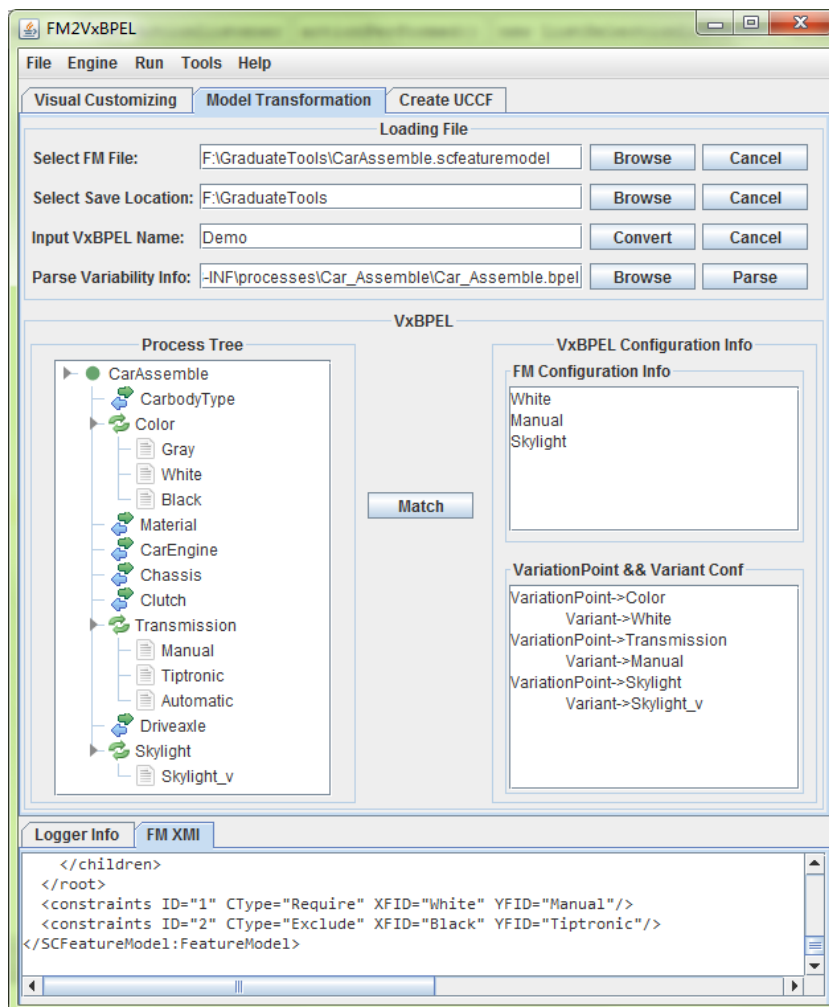 FM2VxBPEL
File Engine Run Tools Help
Visual Customizing Model Transformation Create UCCF
Loading File
Select FM File: F:\GraduateTools\CarAssemble.scfeaturemodel Browse Cancel
Select Save Location: F:\GraduateTools Browse Cancel
Input VxBPEL Name: Demo Convert Cancel
Parse Variability Info: -INF\processes\Car_Assemble\Car_Assemble.bpel Browse Parse
VxBPEL
Process Tree
CarAssemble
CarbodyType
Color
Gray
White
Black
Material
CarEngine
Chassis
Clutch
Transmission
Manual
Tiptronic
Automatic
Driveaxle
Skylight
Skylight_v
Match
VxBPEL Configuration Info
FM Configuration Info
White
Manual
Skylight
VariationPoint && Variant Conf
VariationPoint->Color
Variant->White
VariationPoint->Transmission
Variant->Manual
VariationPoint->Skylight
Variant->Skylight_v
Logger Info FM XMI
</children>
</root>
<constraints ID="1" CType="Require" XFID="White" YFID="Manual"/>
<constraints ID="2" CType="Exclude" XFID="Black" YFID="Tiptronic"/>
</SCFeatureModel:FeatureModel>